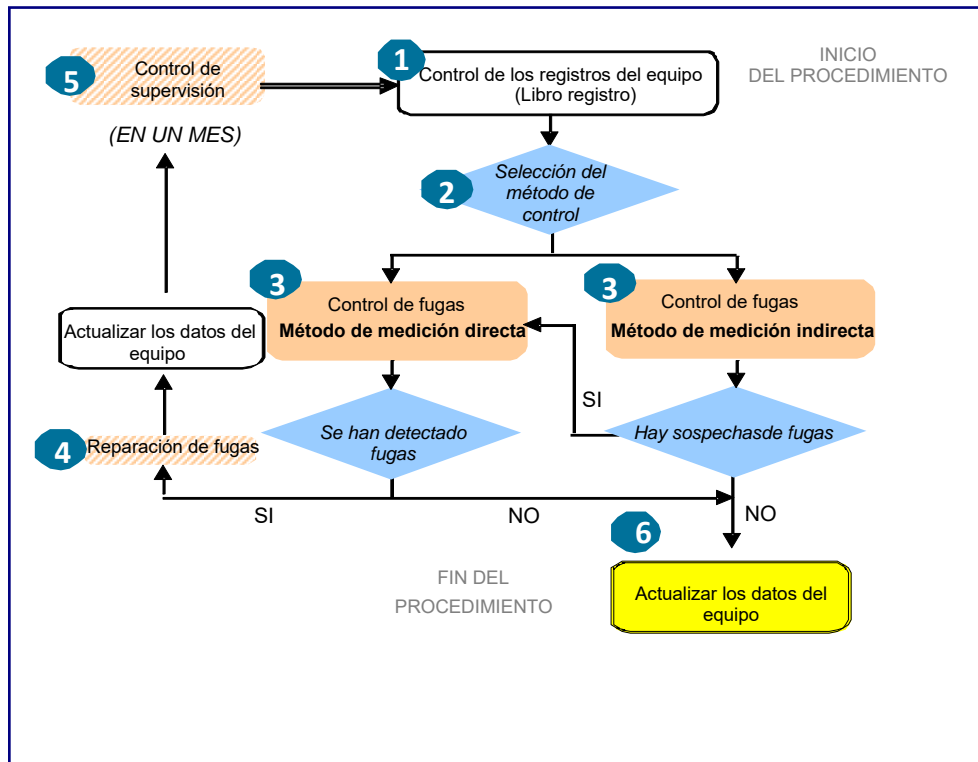 INICIO
DEL PROCEDIMIENTO
5
Control de
supervisión
(EN UN MES)
1
Control de los registros del equipo
(Libro registro)
2
Selección del
método de
control
3
Control de fugas
Método de medición directa
3
Control de fugas
Método de medición indirecta
Actualizar los datos del
equipo
SI
Se han detectado
fugas
Hay sospechasde fugas
4
Reparación de fugas
SI
NO
NO
6
Actualizar los datos del
equipo
FIN DEL
PROCEDIMIENTO